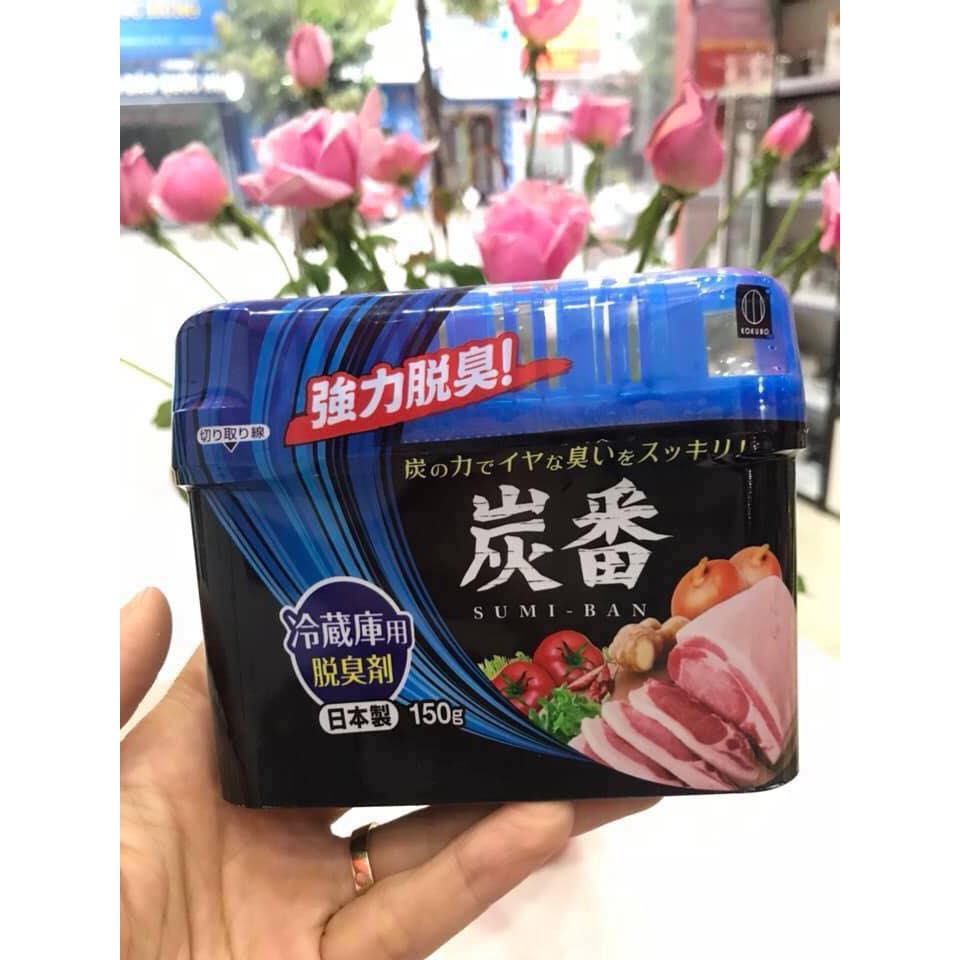 KOKUBO
強力脱臭!
切り取り線
炭の力でイヤな臭いをスッキリ!
炭番
SUMI-BAN
冷蔵庫用
脱臭剤
日本製 150g